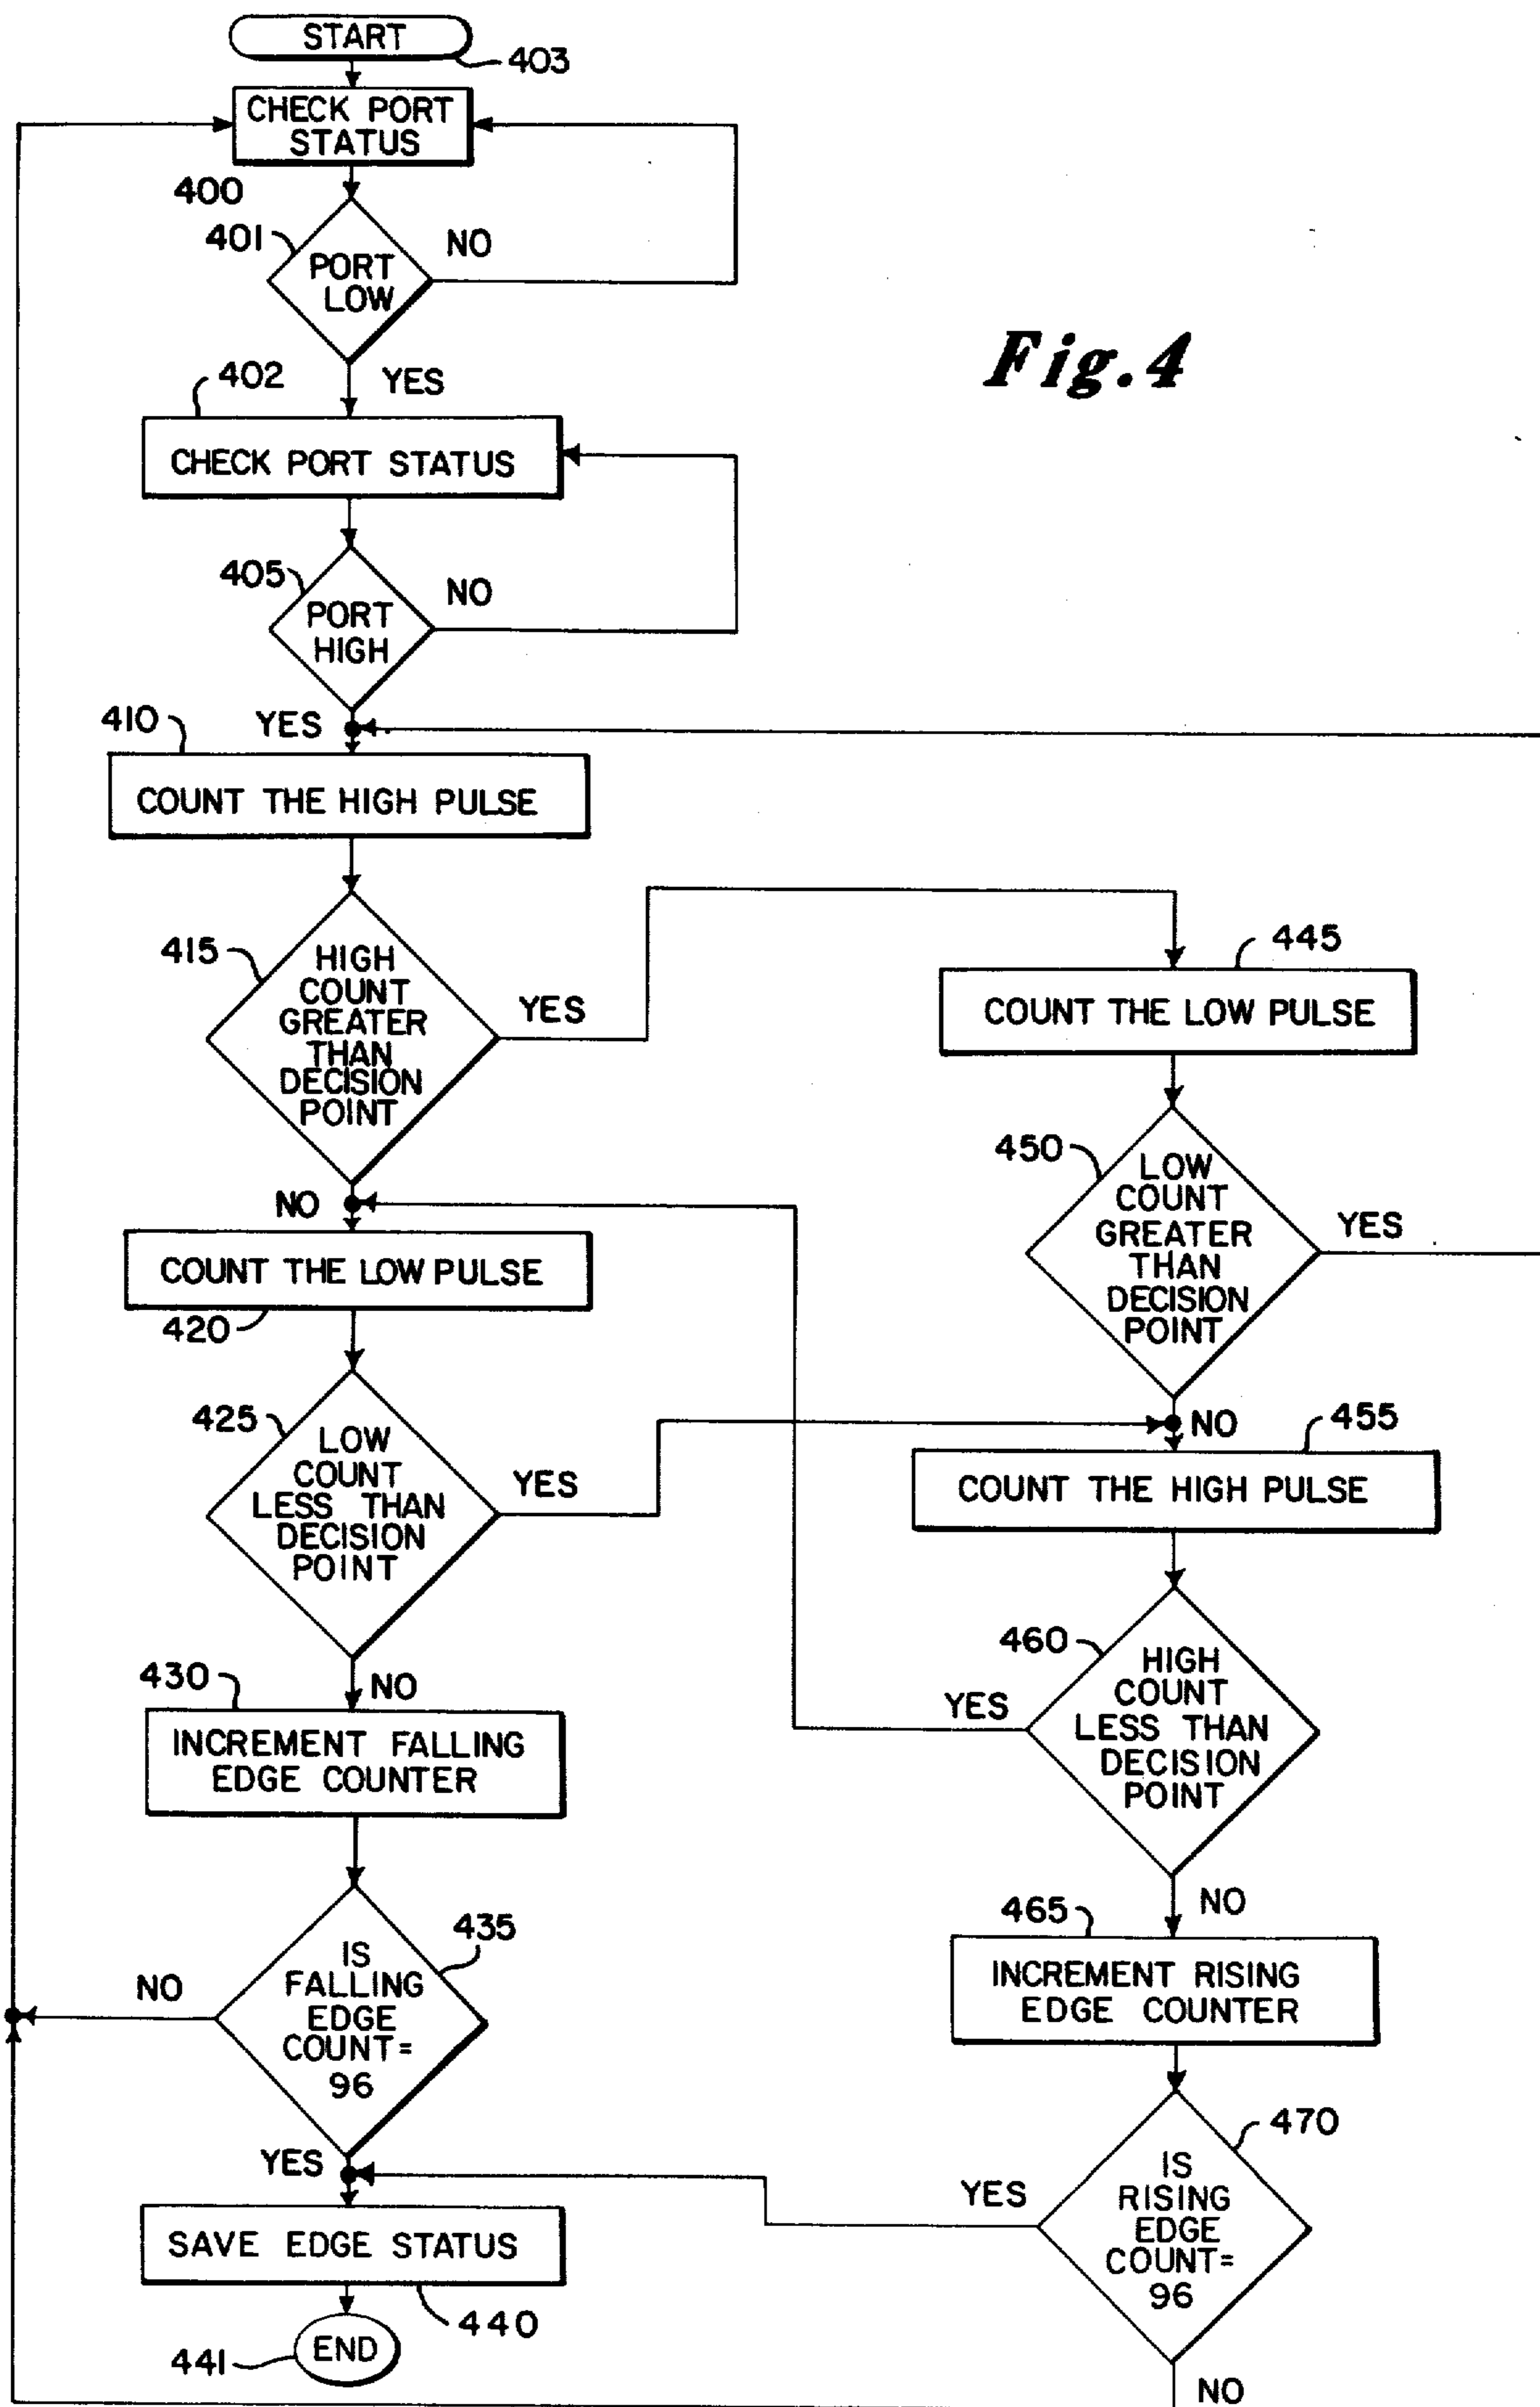 START
403
CHECK PORT
STATUS
400
401
PORT
LOW
NO
YES
Fig.4
402
CHECK PORT STATUS
405
PORT
HIGH
NO
YES
410
COUNT THE HIGH PULSE
415
HIGH
COUNT
GREATER
THAN
DECISION
POINT
YES
NO
445
COUNT THE LOW PULSE
450
LOW
COUNT
GREATER
THAN
DECISION
POINT
YES
NO
COUNT THE LOW PULSE
420
425
LOW
COUNT
LESS THAN
DECISION
POINT
YES
NO
455
COUNT THE HIGH PULSE
460
HIGH
COUNT
LESS THAN
DECISION
POINT
YES
NO
430
INCREMENT FALLING
EDGE COUNTER
435
IS
FALLING
EDGE
COUNT=
96
NO
YES
465
INCREMENT RISING
EDGE COUNTER
470
IS
RISING
EDGE
COUNT=
96
YES
NO
SAVE EDGE STATUS
440
END
441